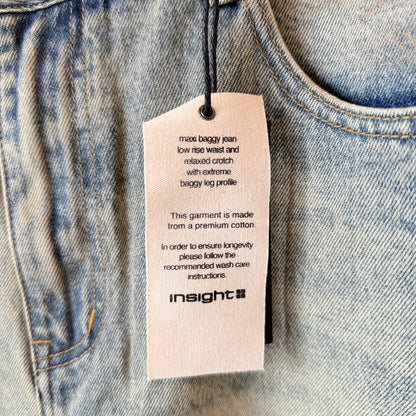 maxi baggy jean
low rise waist and
relaxed crotch
with extreme
baggy leg profile
This garment is made
from a premium cotton.
In order to ensure longevity
please follow the
recommended wash care
instructions.
insight